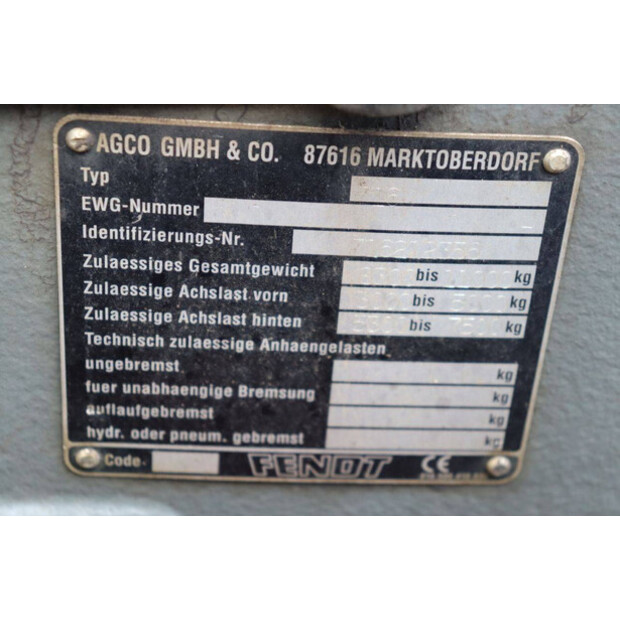 AGCO GMBH & CO. 87616 MARKTOBERDORF
Typ
EWG-Nummer
Identifizierungs-Nr.
Zulaessiges Gesamtgewicht bis kg
Zulaessige Achslast vorn bis kg
Zulaessige Achslast hinten bis kg
Technisch zulaessige Anhaengelasten
ungebremst kg
fuer unabhaengige Bremsung kg
auflaufgebremst kg
hydr. oder pneum. gebremst kg
Code- FENDT CE